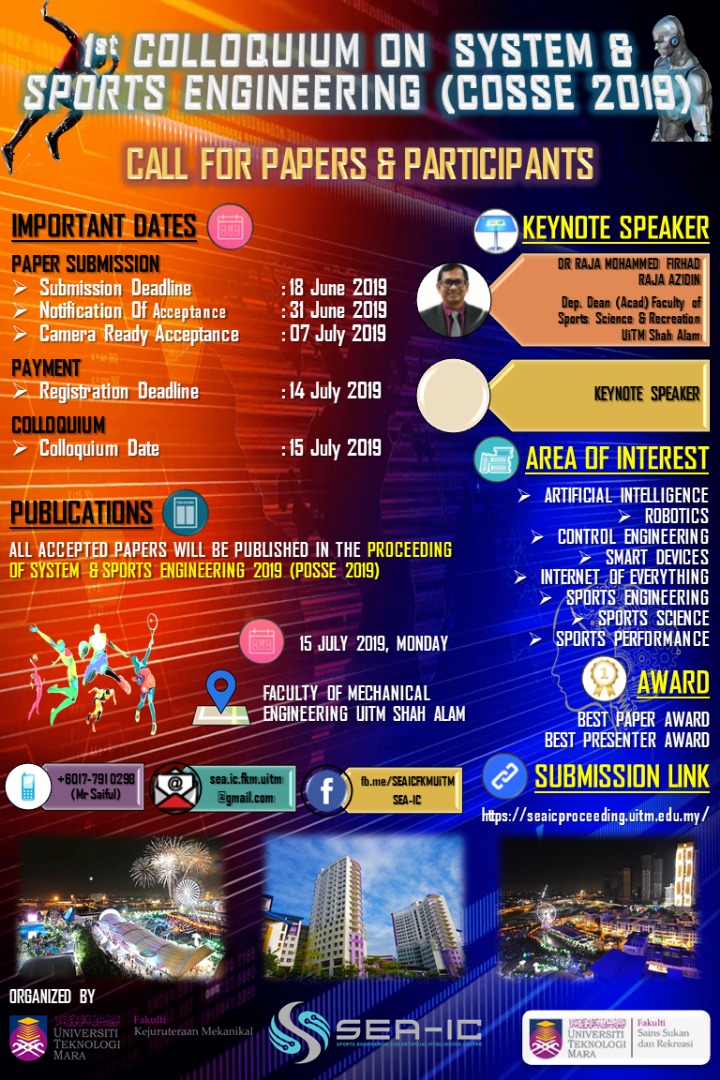 1st COLLOQUIUM ON SYSTEM &
SPORTS ENGINEERING (COSSE 2019)
CALL FOR PAPERS & PARTICIPANTS
IMPORTANT DATES
PAPER SUBMISSION
➢ Submission Deadline : 18 June 2019
➢ Notification Of Acceptance : 31 June 2019
➢ Camera Ready Acceptance : 07 July 2019
PAYMENT
➢ Registration Deadline : 14 July 2019
COLLOQUIUM
➢ Colloquium Date : 15 July 2019
PUBLICATIONS
ALL ACCEPTED PAPERS WILL BE PUBLISHED IN THE PROCEEDING
OF SYSTEM & SPORTS ENGINEERING 2019 (POSSE 2019)
15 JULY 2019, MONDAY
FACULTY OF MECHANICAL
ENGINEERING UITM SHAH ALAM
KEYNOTE SPEAKER
DR RAJA MOHAMMED FIRHAD
RAJA AZIDIN
Dep. Dean (Acad) Faculty of
Sports Science & Recreation
UiTM Shah Alam
KEYNOTE SPEAKER
AREA OF INTEREST
➢ ARTIFICIAL INTELLIGENCE
➢ ROBOTICS
➢ CONTROL ENGINEERING
➢ SMART DEVICES
➢ INTERNET OF EVERYTHING
➢ SPORTS ENGINEERING
➢ SPORTS SCIENCE
➢ SPORTS PERFORMANCE
1
AWARD
BEST PAPER AWARD
BEST PRESENTER AWARD
SUBMISSION LINK
https://seaicproceeding.uitm.edu.my/
+6017-791 0298
(Mr Saiful)
@
sea.ic.fkm.uitm
@gmail.com
f
fb.me/SEAICFKMUiTM
SEA-IC
ORGANIZED BY
UNIVERSITI
TEKNOLOGI
MARA
Fakulti
Kejuruteraan Mekanikal
SEA-IC
SPORTS ENGINEERING AND ARTIFICIAL INTELLIGENCE CENTRE
UNIVERSITI
TEKNOLOGI
MARA
Fakulti
Sains Sukan
dan Rekreasi